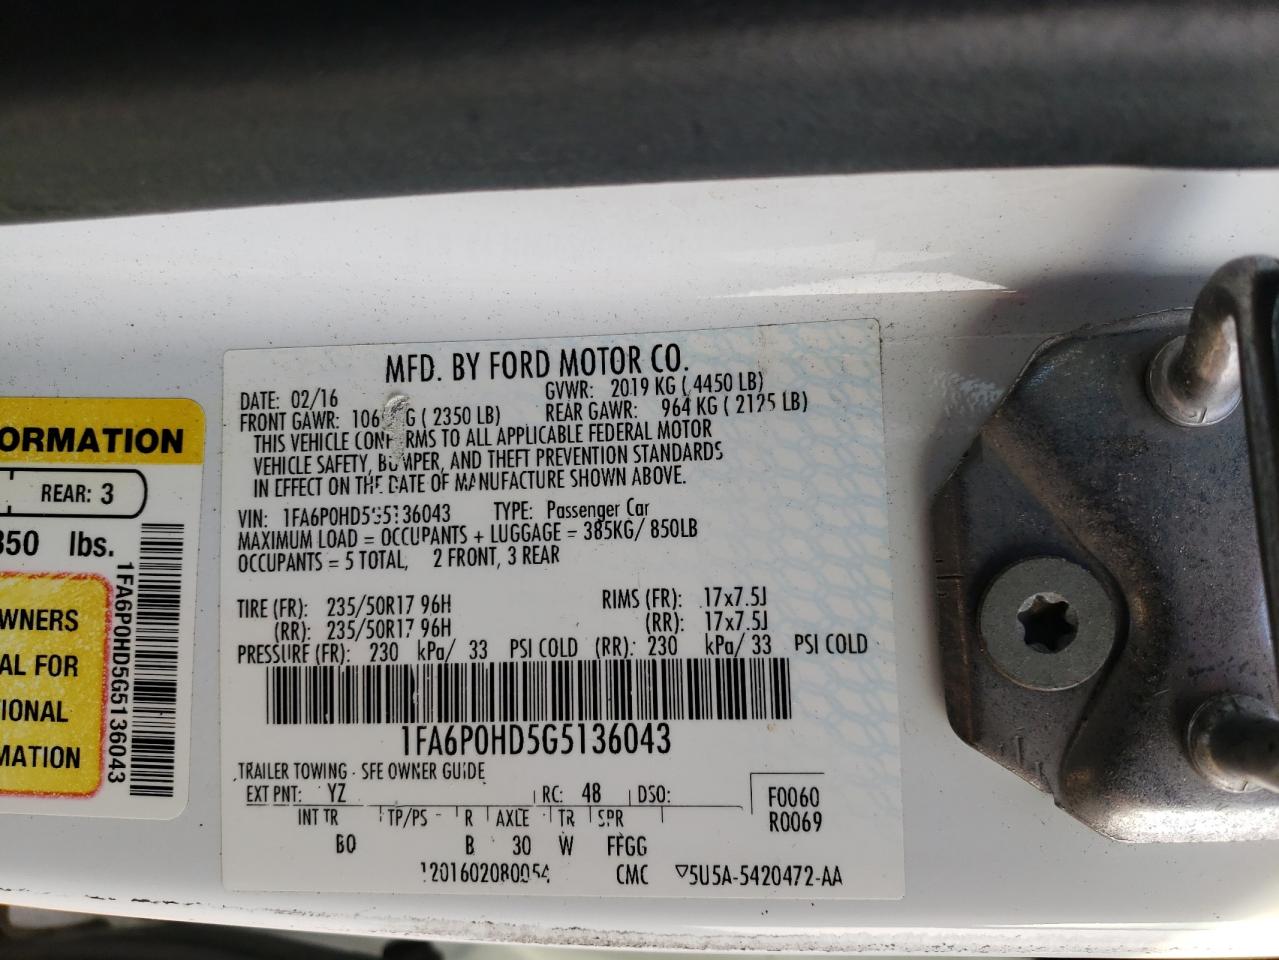 ORMATION
REAR: 3
850 lbs.
WNERS
AL FOR
TIONAL
MATION
1FA6P0HD5G5136043
MFD. BY FORD MOTOR CO.
DATE: 02/16 GVWR: 2019 KG ( 4450 LB)
FRONT GAWR: G ( 2350 LB) REAR GAWR: 964 KG ( 2125 LB)
THIS VEHICLE CONFORMS TO ALL APPLICABLE FEDERAL MOTOR
VEHICLE SAFETY, BUMPER, AND THEFT PREVENTION STANDARDS
IN EFFECT ON THE DATE OF MANUFACTURE SHOWN ABOVE.
VIN: 1FA6P0HD5G5136043 TYPE: Passenger Car
MAXIMUM LOAD = OCCUPANTS + LUGGAGE = 385KG/ 850LB
OCCUPANTS = 5 TOTAL, 2 FRONT, 3 REAR
TIRE (FR): 235/50R17 96H RIMS (FR): 17x7.5J
(RR): 235/50R17 96H (RR): 17x7.5J
PRESSURE (FR): 230 kPa/ 33 PSI COLD (RR): 230 kPa/ 33 PSI COLD
1FA6P0HD5G5136043
TRAILER TOWING - SEE OWNER GUIDE
EXT PNT: YZ RC: 48 DSO: F0060
INT TR TP/PS R AXLE TR SPR R0069
BO B 30 W FFGG
1201602080054 CMC ▽5U5A-5420472-AA